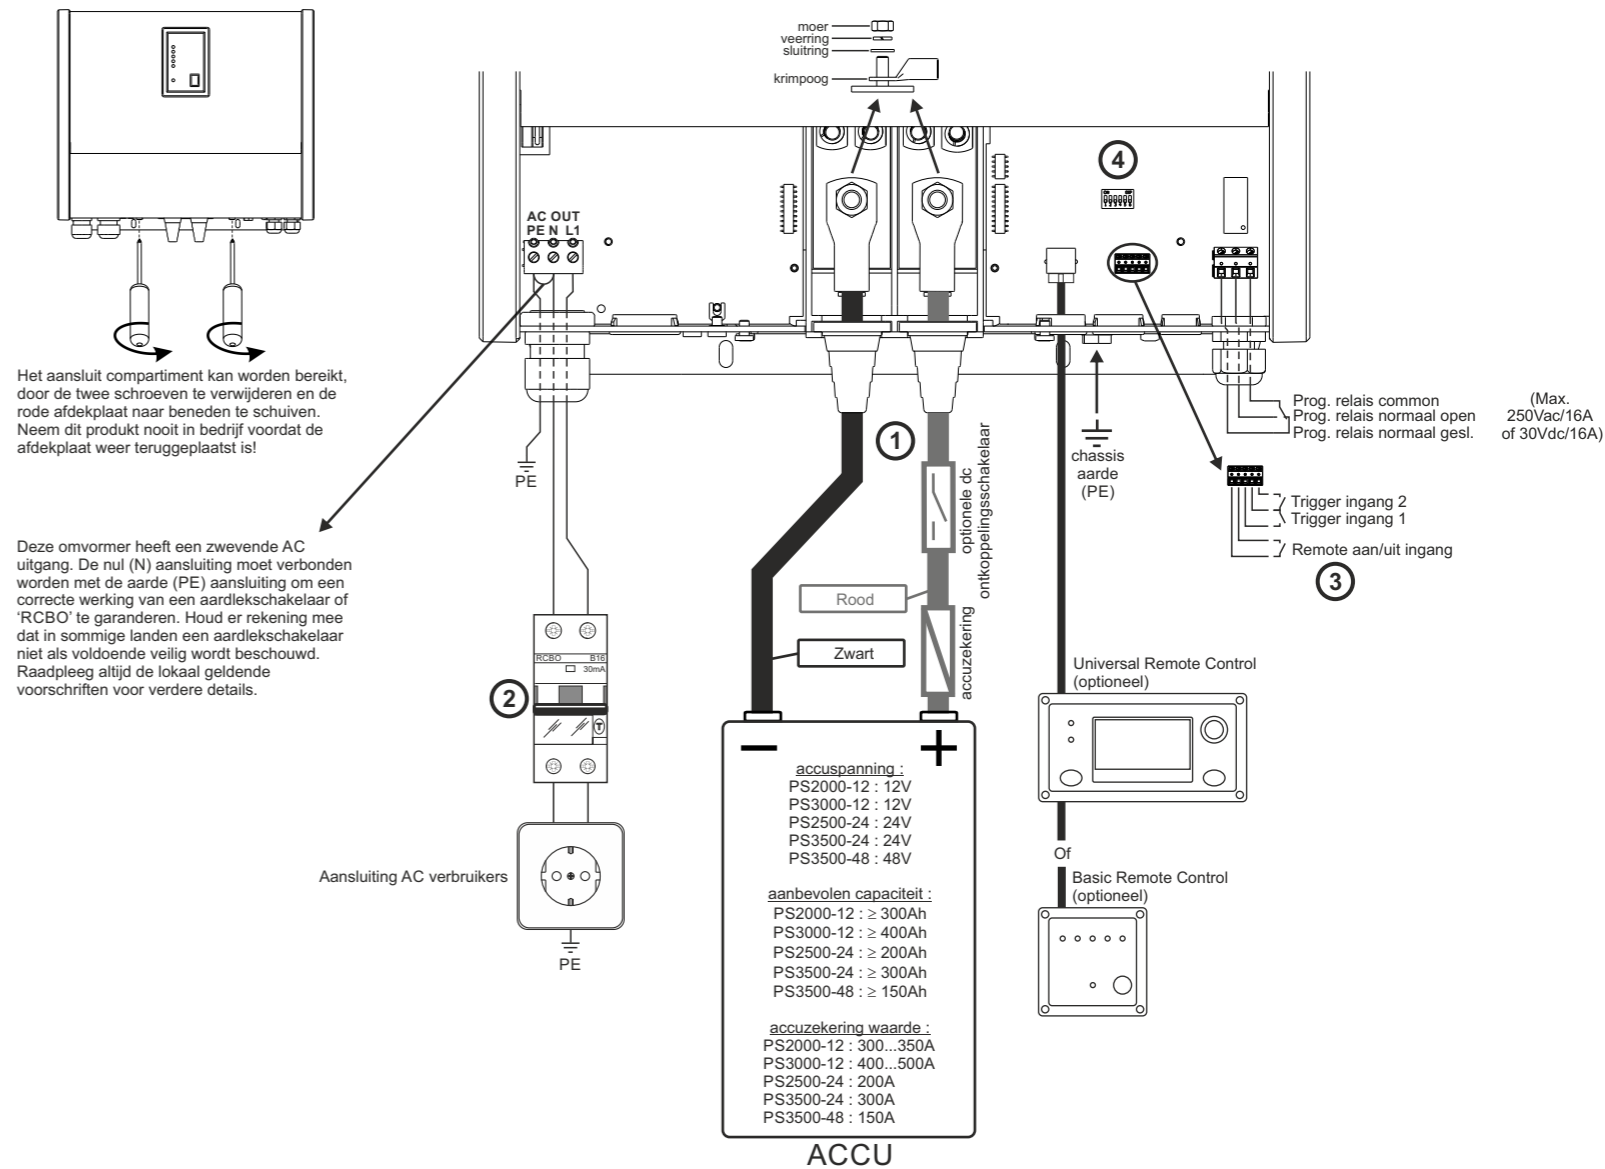 moer
veerring
sluitring
krimpoog
AC OUT
PE N L1
4
Het aansluit compartiment kan worden bereikt,
door de twee schroeven te verwijderen en de
rode afdekplaat naar beneden te schuiven.
Neem dit produkt nooit in bedrijf voordat de
afdekplaat weer teruggeplaatst is!
PE
Deze omvormer heeft een zwevende AC
uitgang. De nul (N) aansluiting moet verbonden
worden met de aarde (PE) aansluiting om een
correcte werking van een aardlekschakelaar of
‘RCBO’ te garanderen. Houd er rekening mee
dat in sommige landen een aardlekschakelaar
niet als voldoende veilig wordt beschouwd.
Raadpleeg altijd de lokaal geldende
voorschriften voor verdere details.
1
optionele dc
ontkoppelingsschakelaar
chassis
aarde
(PE)
Prog. relais common
Prog. relais normaal open
Prog. relais normaal gesl.
(Max.
250Vac/16A
of 30Vdc/16A)
Trigger ingang 2
Trigger ingang 1
Remote aan/uit ingang
3
Rood
Zwart
accuzekering
2
RCBO B16
30mA
T
Aansluiting AC verbruikers
PE
accuspanning :
PS2000-12 : 12V
PS3000-12 : 12V
PS2500-24 : 24V
PS3500-24 : 24V
PS3500-48 : 48V
aanbevolen capaciteit :
PS2000-12 : ≥ 300Ah
PS3000-12 : ≥ 400Ah
PS2500-24 : ≥ 200Ah
PS3500-24 : ≥ 300Ah
PS3500-48 : ≥ 150Ah
accuzekering waarde :
PS2000-12 : 300...350A
PS3000-12 : 400...500A
PS2500-24 : 200A
PS3500-24 : 300A
PS3500-48 : 150A
ACCU
Universal Remote Control
(optioneel)
Of
Basic Remote Control
(optioneel)